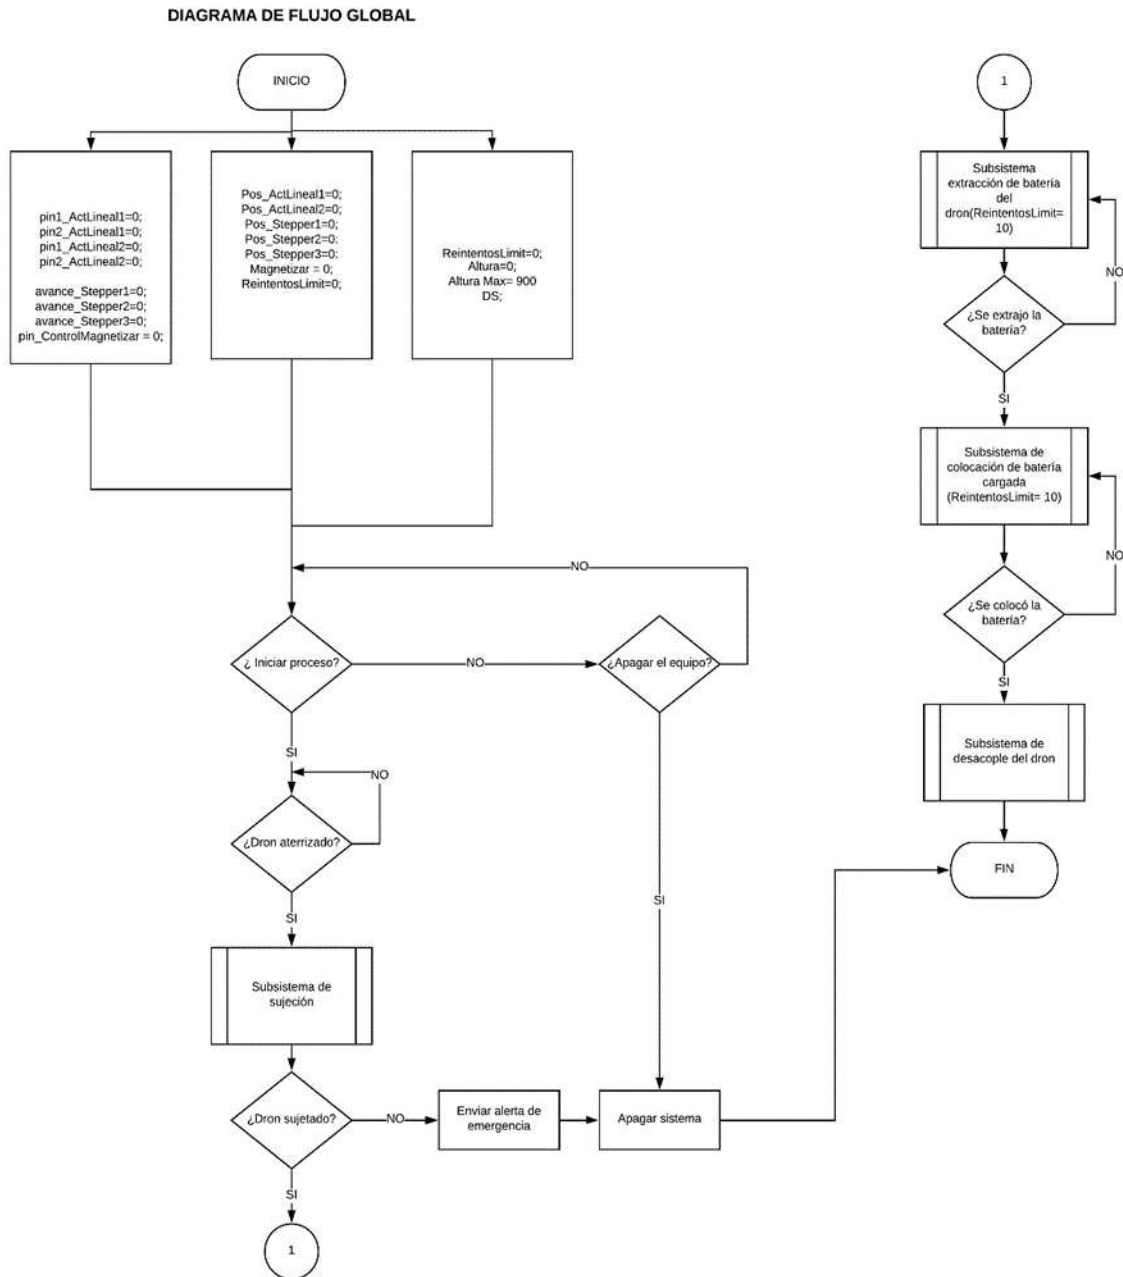 DIAGRAMA DE FLUJO GLOBAL
INICIO
pin1_ActLineal1=0;
pin2_ActLineal1=0;
pin1_ActLineal2=0;
pin2_ActLineal2=0;
avance_Stepper1=0;
avance_Stepper2=0;
avance_Stepper3=0;
pin_ControlMagnetizar = 0;
Pos_ActLineal1=0;
Pos_ActLineal2=0;
Pos_Stepper1=0;
Pos_Stepper2=0;
Pos_Stepper3=0;
Magnetizar = 0;
ReintentosLimit=0;
ReintentosLimit=0;
Altura=0;
Altura Max= 900
DS;
NO
¿ Iniciar proceso?
NO
¿Apagar el equipo?
SI
NO
¿Dron aterrizado?
SI
SI
Subsistema de
sujeción
¿Dron sujetado?
NO
Enviar alerta de
emergencia
Apagar sistema
SI
1
1
Subsistema
extracción de batería
del
dron(ReintentosLimit=
10)
NO
¿Se extrajo la
batería?
SI
Subsistema de
colocación de batería
cargada
(ReintentosLimit= 10)
NO
¿Se colocó la
batería?
SI
Subsistema de
desacople del dron
FIN